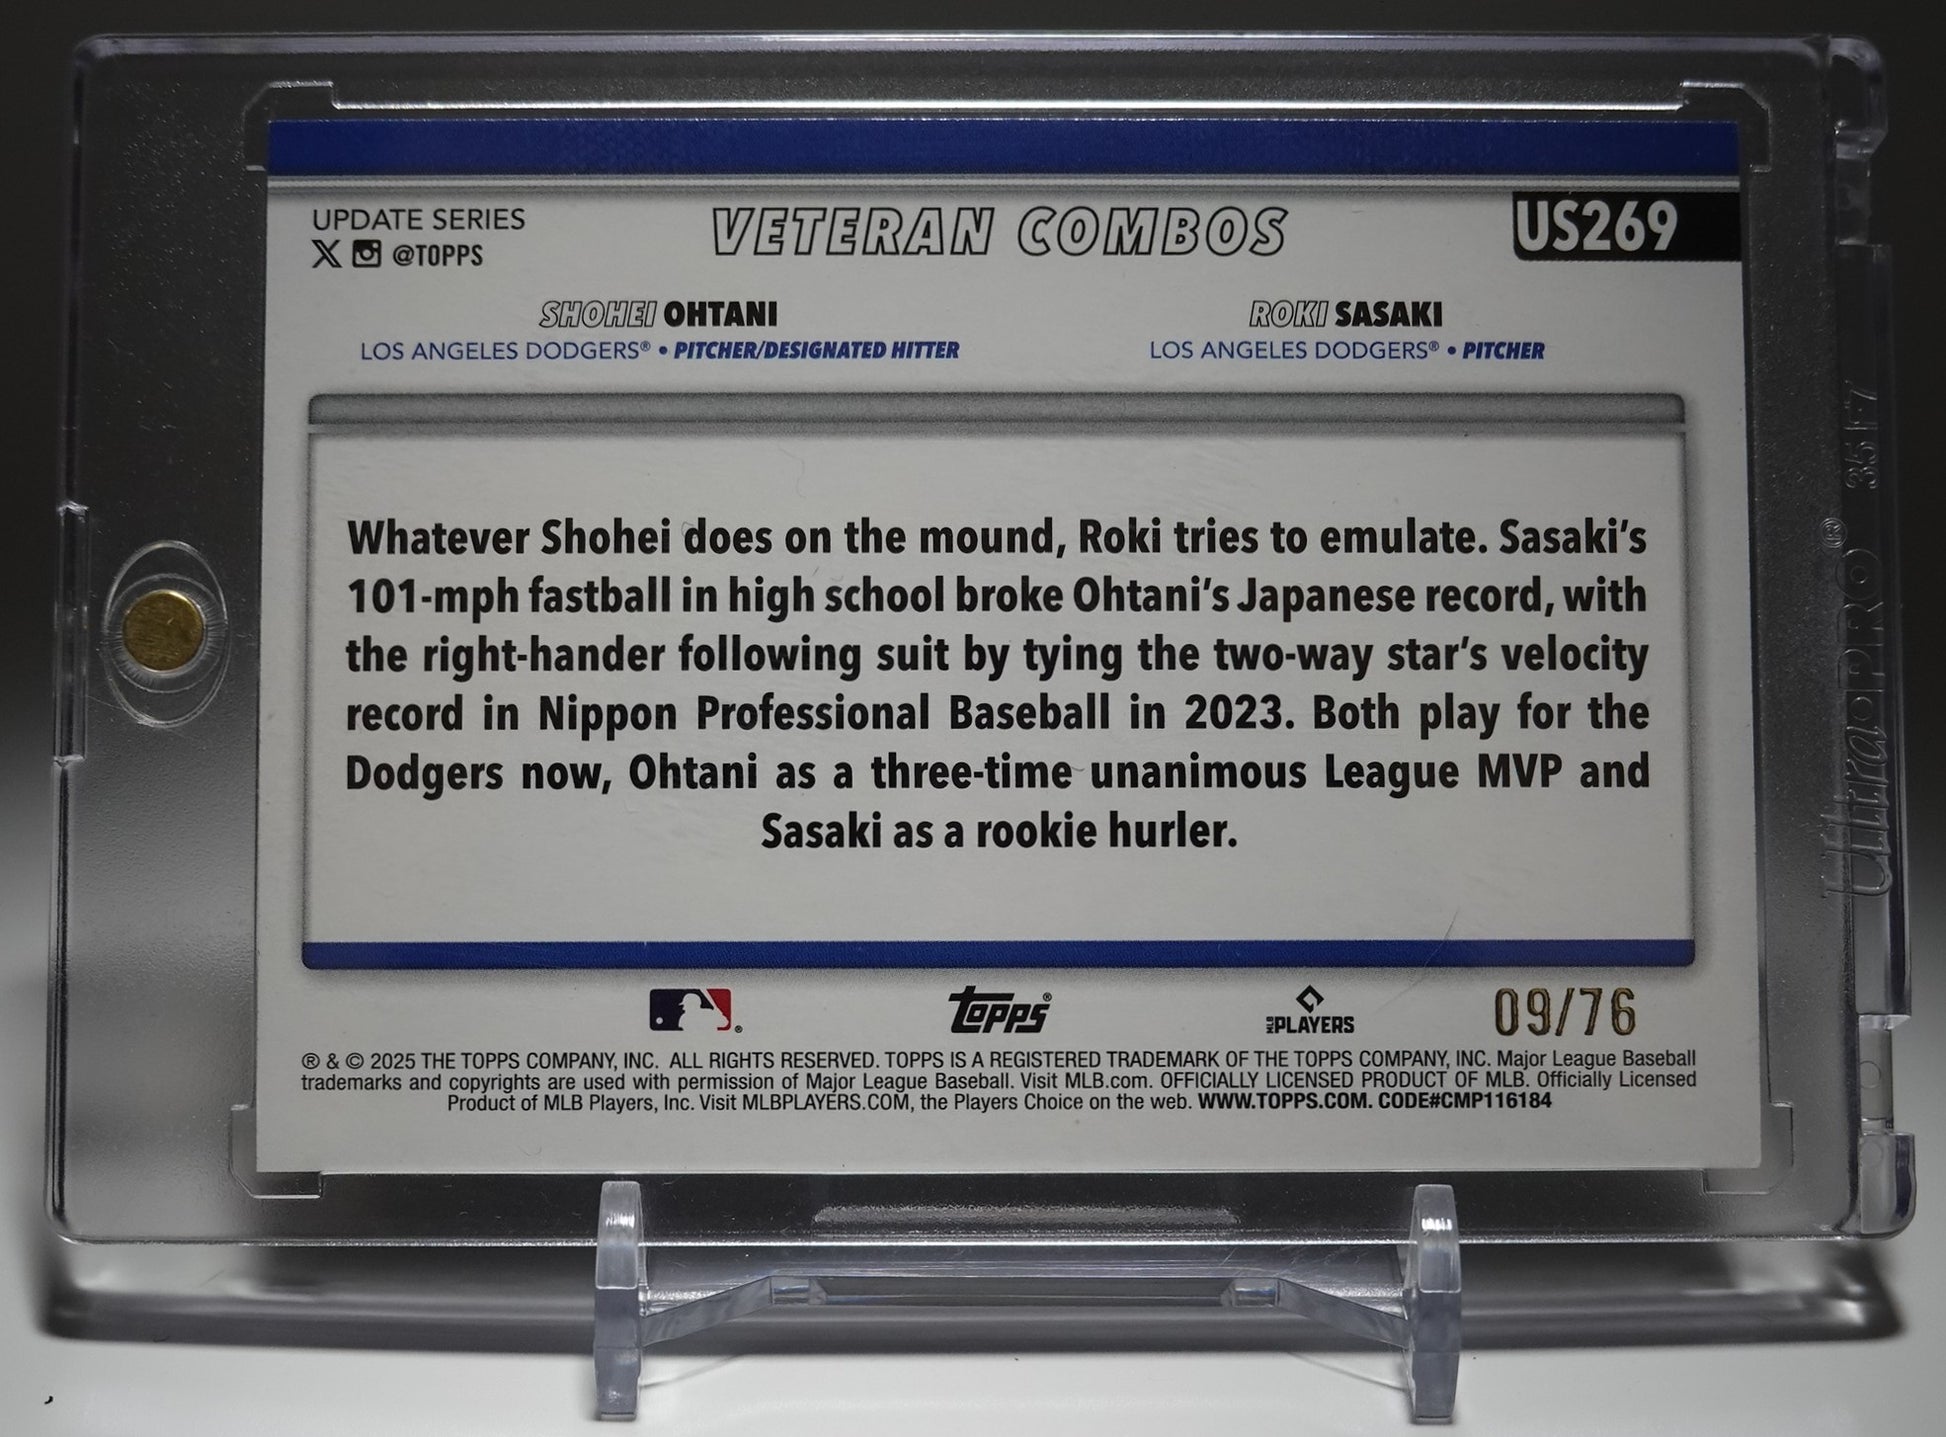 UPDATE SERIES
@TOPPS
VETERAN COMBOS
US269
SHOHEI OHTANI
LOS ANGELES DODGERS® • PITCHER/DESIGNATED HITTER
ROKI SASAKI
LOS ANGELES DODGERS® • PITCHER
Whatever Shohei does on the mound, Roki tries to emulate. Sasaki's
101-mph fastball in high school broke Ohtani's Japanese record, with
the right-hander following suit by tying the two-way star's velocity
record in Nippon Professional Baseball in 2023. Both play for the
Dodgers now, Ohtani as a three-time unanimous League MVP and
Sasaki as a rookie hurler.
®
topps®
MLB PLAYERS
09/76
® & © 2025 THE TOPPS COMPANY, INC. ALL RIGHTS RESERVED. TOPPS IS A REGISTERED TRADEMARK OF THE TOPPS COMPANY, INC. Major League Baseball
trademarks and copyrights are used with permission of Major League Baseball. Visit MLB.com. OFFICIALLY LICENSED PRODUCT OF MLB. Officially Licensed
Product of MLB Players, Inc. Visit MLBPLAYERS.COM, the Players Choice on the web. WWW.TOPPS.COM. CODE#CMP116184
Ultra•PRO® 35F7